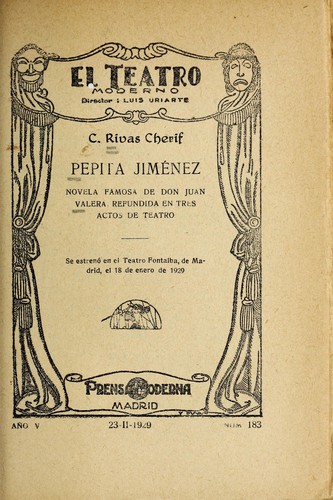 EL TEATRO
MODERNO
Director : LUIS URIARTE
C. Rivas Cherif
PEPITA JIMÉNEZ
NOVELA FAMOSA DE DON JUAN
VALERA, REFUNDIDA EN TRES
ACTOS DE TEATRO
Se estrenó en el Teatro Fontalba, de Ma-
drid, el 18 de enero de 1929
PRENSA MODERNA
MADRID
AÑO V 23-II-1929 NÚM 183